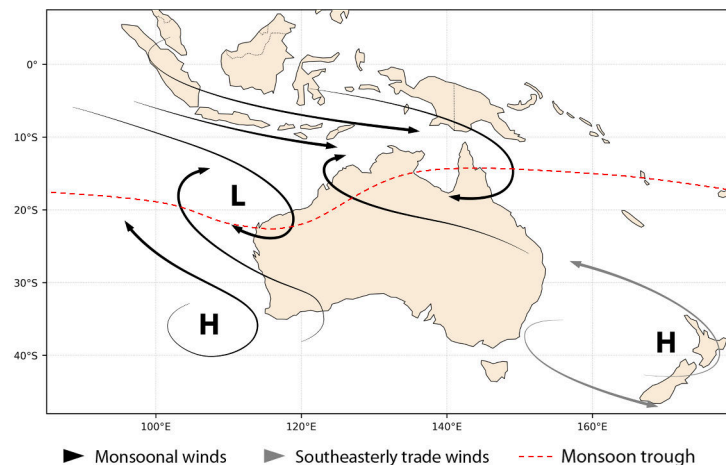 0°
10°S
20°S
30°S
40°S
L
H
H
100°E
120°E
140°E
160°E
Monsoonal winds
Southeasterly trade winds
Monsoon trough